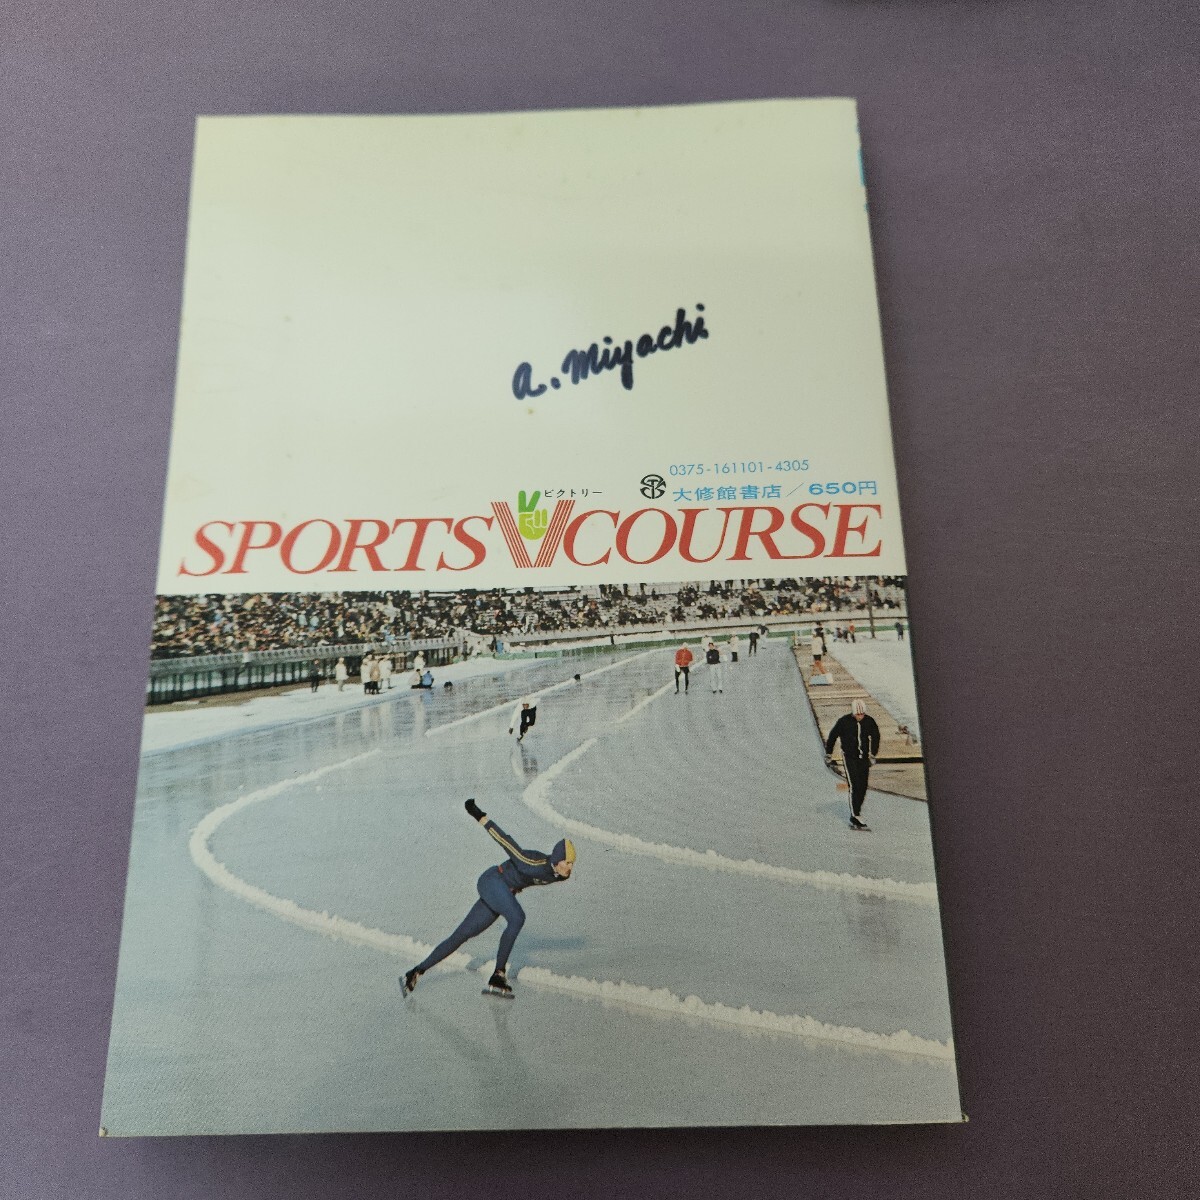 a. Miyachi
0375-161101-4305
大修館書店／650円
ビクトリー
SPORTS V COURSE